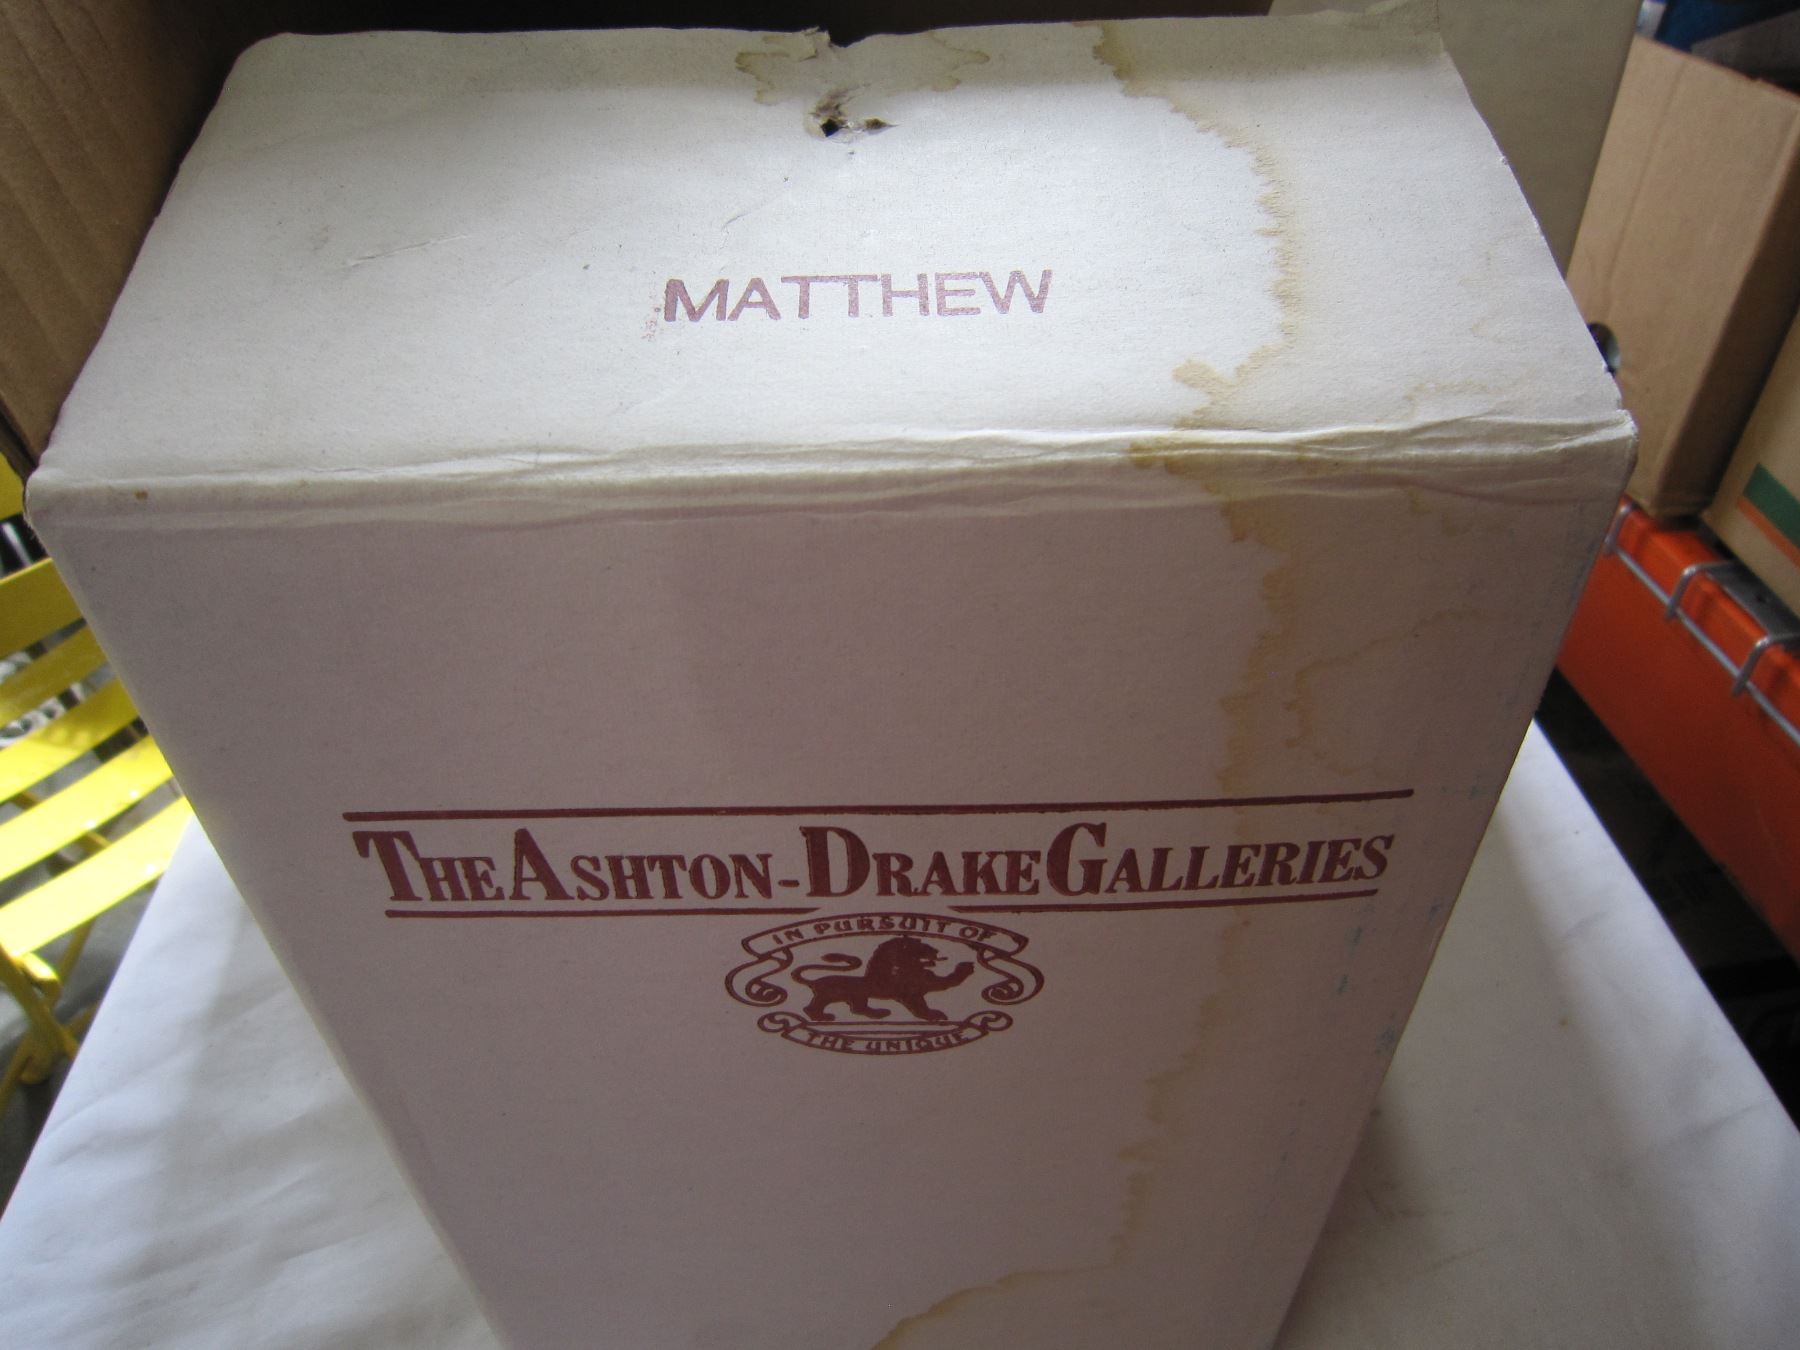 MATTHEW
THE ASHTON-DRAKE GALLERIES
IN PURSUIT OF
THE UNIQUE